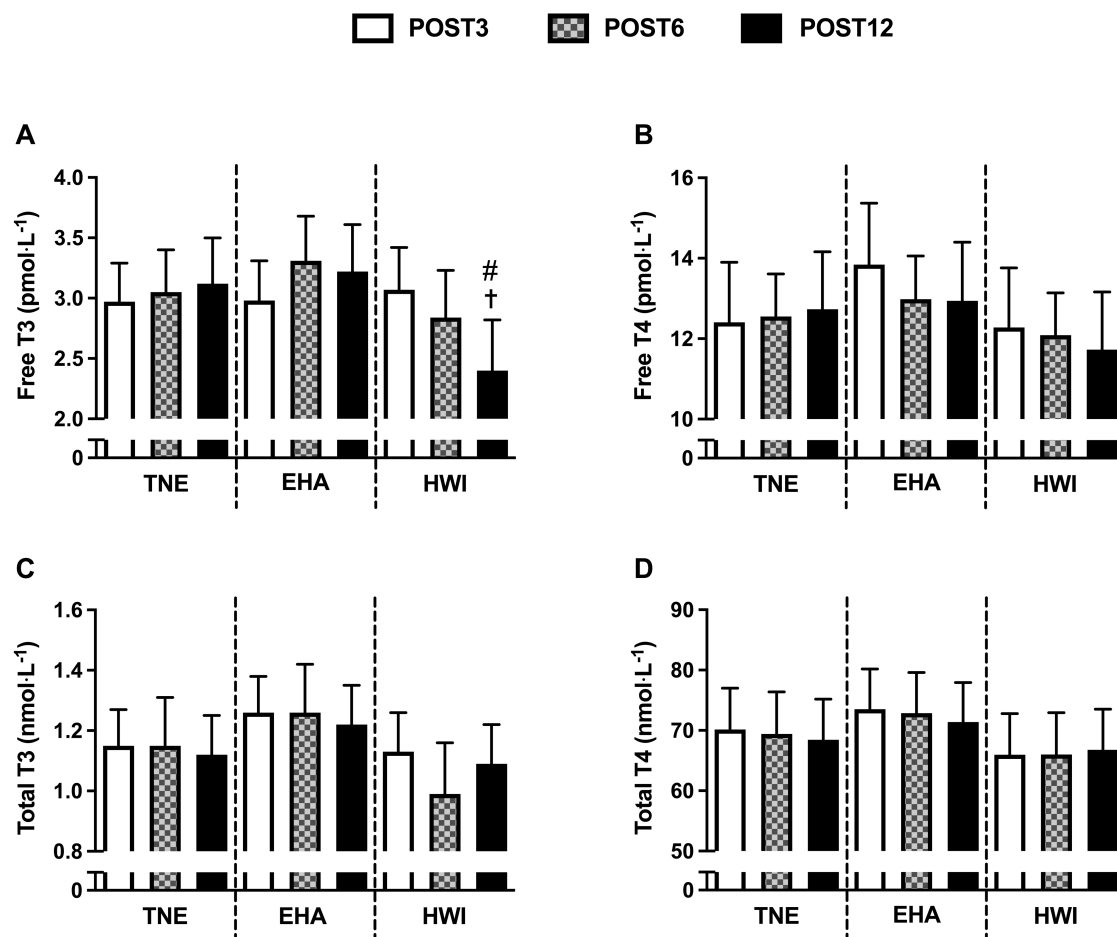 POST3 POST6 POST12
A
Free T3 (pmol·L⁻¹)
4.0
3.5
3.0
2.5
2.0
0
#
†
TNE EHA HWI
B
Free T4 (pmol·L⁻¹)
16
14
12
10
0
TNE EHA HWI
C
Total T3 (nmol·L⁻¹)
1.6
1.4
1.2
1.0
0.8
0
TNE EHA HWI
D
Total T4 (nmol·L⁻¹)
90
80
70
60
50
0
TNE EHA HWI